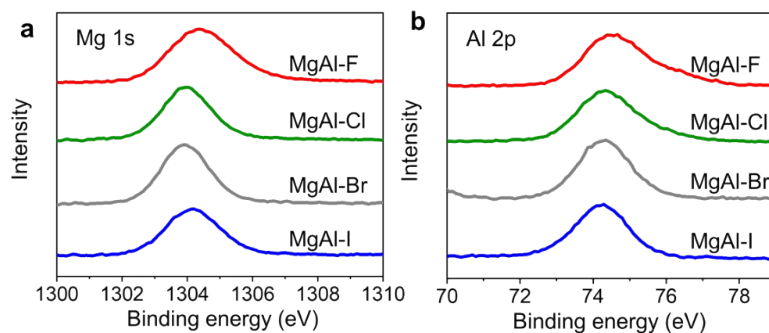 a
Mg 1s
MgAl-F
MgAl-Cl
MgAl-Br
MgAl-I
Intensity
1300 1302 1304 1306 1308 1310
Binding energy (eV)
b
Al 2p
MgAl-F
MgAl-Cl
MgAl-Br
MgAl-I
Intensity
70 72 74 76 78
Binding energy (eV)